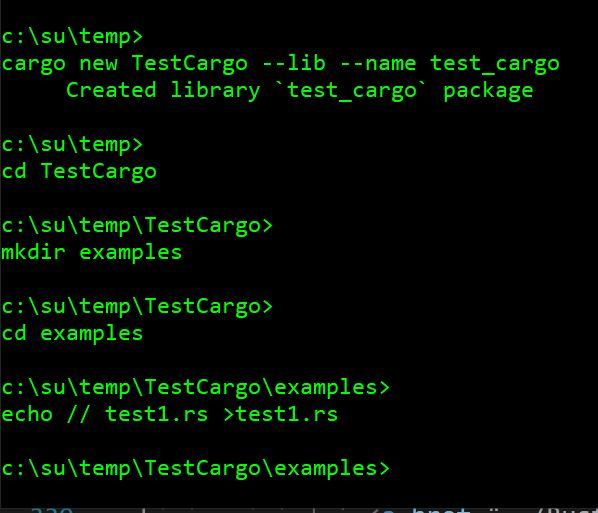 c:\su\temp>
cargo new TestCargo --lib --name test_cargo
     Created library `test_cargo` package
c:\su\temp>
cd TestCargo
c:\su\temp\TestCargo>
mkdir examples
c:\su\temp\TestCargo>
cd examples
c:\su\temp\TestCargo\examples>
echo // test1.rs >test1.rs
c:\su\temp\TestCargo\examples>